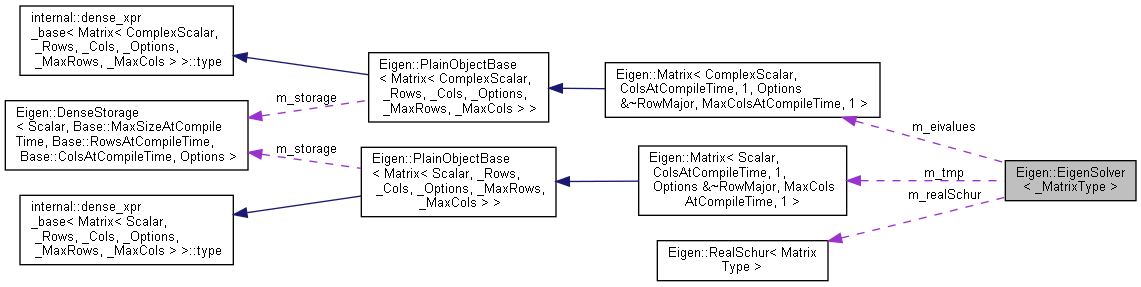 internal::dense_xpr
_base< Matrix< ComplexScalar,
_Rows, _Cols, _Options,
_MaxRows, _MaxCols > >::type
Eigen::DenseStorage
< Scalar, Base::MaxSizeAtCompile
Time, Base::RowsAtCompileTime,
Base::ColsAtCompileTime, Options >
internal::dense_xpr
_base< Matrix< Scalar,
_Rows, _Cols, _Options,
_MaxRows, _MaxCols > >::type
m_storage
m_storage
Eigen::PlainObjectBase
< Matrix< ComplexScalar,
_Rows, _Cols, _Options,
_MaxRows, _MaxCols > >
Eigen::PlainObjectBase
< Matrix< Scalar, _Rows,
_Cols, _Options, _MaxRows,
_MaxCols > >
Eigen::Matrix< ComplexScalar,
ColsAtCompileTime, 1, Options
&~RowMajor, MaxColsAtCompileTime, 1 >
Eigen::Matrix< Scalar,
ColsAtCompileTime, 1,
Options &~RowMajor, MaxCols
AtCompileTime, 1 >
Eigen::RealSchur< Matrix
Type >
m_eivalues
m_tmp
m_realSchur
Eigen::EigenSolver
< _MatrixType >